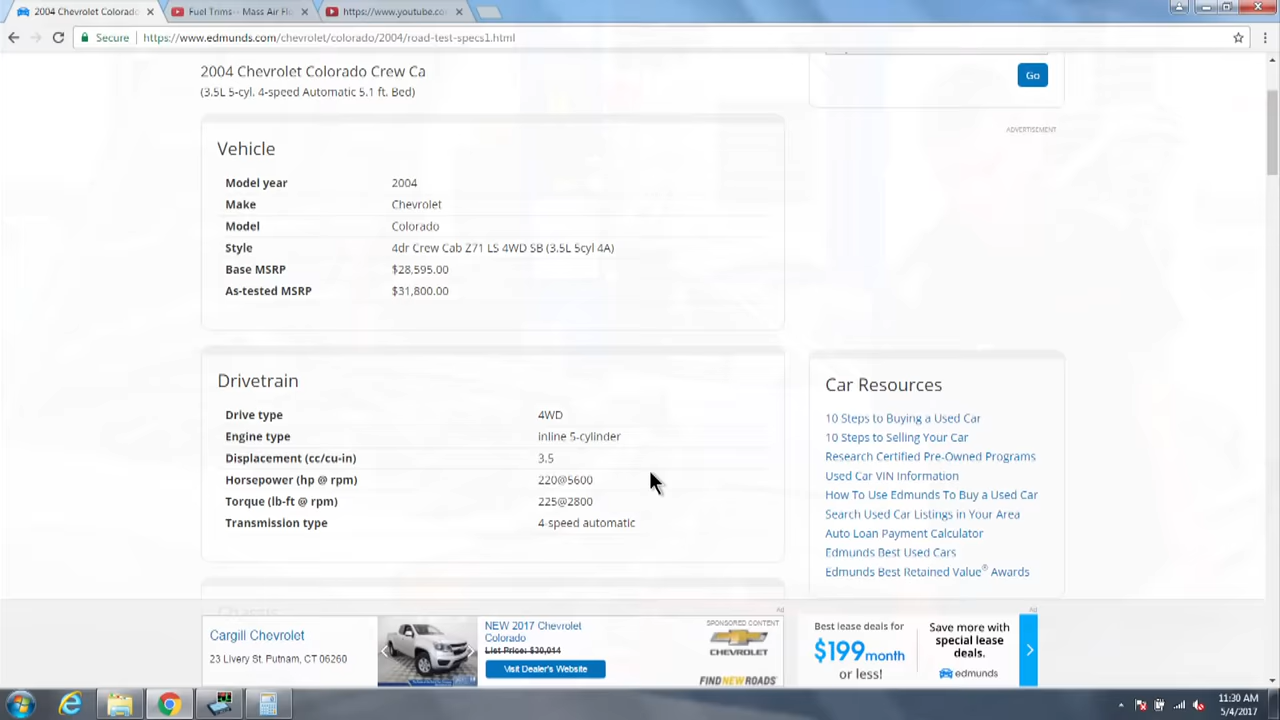 2004 Chevrolet Colorado
Fuel Trims-- Mass Air Flo
https://www.youtube.co
Secure https://www.edmunds.com/chevrolet/colorado/2004/road-test-specs1.html
2004 Chevrolet Colorado Crew Ca
(3.5L 5-cyl. 4-speed Automatic 5.1 ft. Bed)
Go
ADVERTISEMENT
Vehicle
Model year 2004
Make Chevrolet
Model Colorado
Style 4dr Crew Cab Z71 LS 4WD SB (3.5L 5cyl 4A)
Base MSRP $28,595.00
As-tested MSRP $31,800.00
Drivetrain
Drive type 4WD
Engine type Inline 5-cylinder
Displacement (cc/cu-in) 3.5
Horsepower (hp @ rpm) 220@5600
Torque (lb-ft @ rpm) 225@2800
Transmission type 4-speed automatic
Car Resources
10 Steps to Buying a Used Car
10 Steps to Selling Your Car
Research Certified Pre-Owned Programs
Used Car VIN Information
How To Use Edmunds To Buy a Used Car
Search Used Car Listings in Your Area
Auto Loan Payment Calculator
Edmunds Best Used Cars
Edmunds Best Retained Value® Awards
Chassis
Ad
Ad
Cargill Chevrolet
23 Livery St. Putnam, CT 06260
NEW 2017 Chevrolet
Colorado
List Price: $30,014
Visit Dealer's Website
SPONSORED CONTENT
CHEVROLET
FIND NEW ROADS
Best lease deals for
$199month
or less!
Save more with
special lease
deals.
edmunds
11:30 AM
5/4/2017